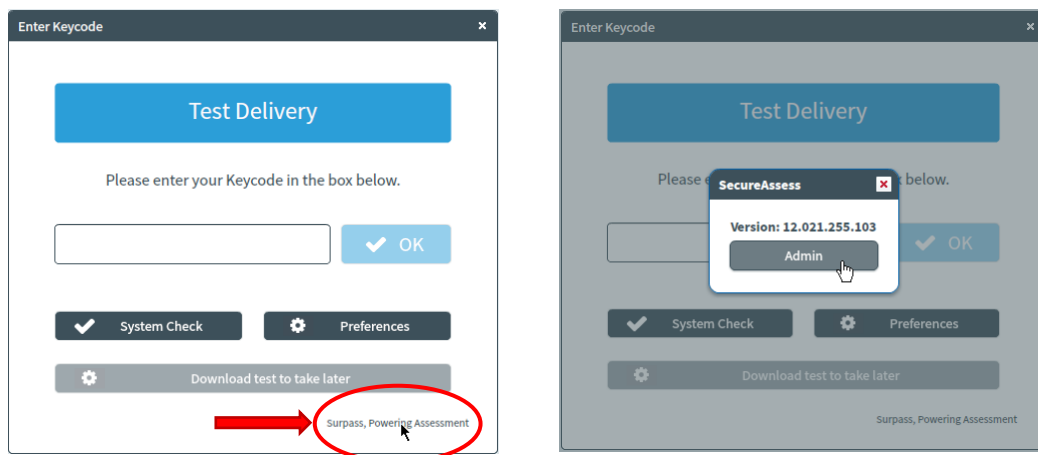 Enter Keycode
Test Delivery
Please enter your Keycode in the box below.
OK
System Check
Preferences
Download test to take later
Surpass, Powering Assessment
Enter Keycode
Test Delivery
Please e
below.
SecureAssess
Version: 12.021.255.103
Admin
OK
System Check
Preferences
Download test to take later
Surpass, Powering Assessment